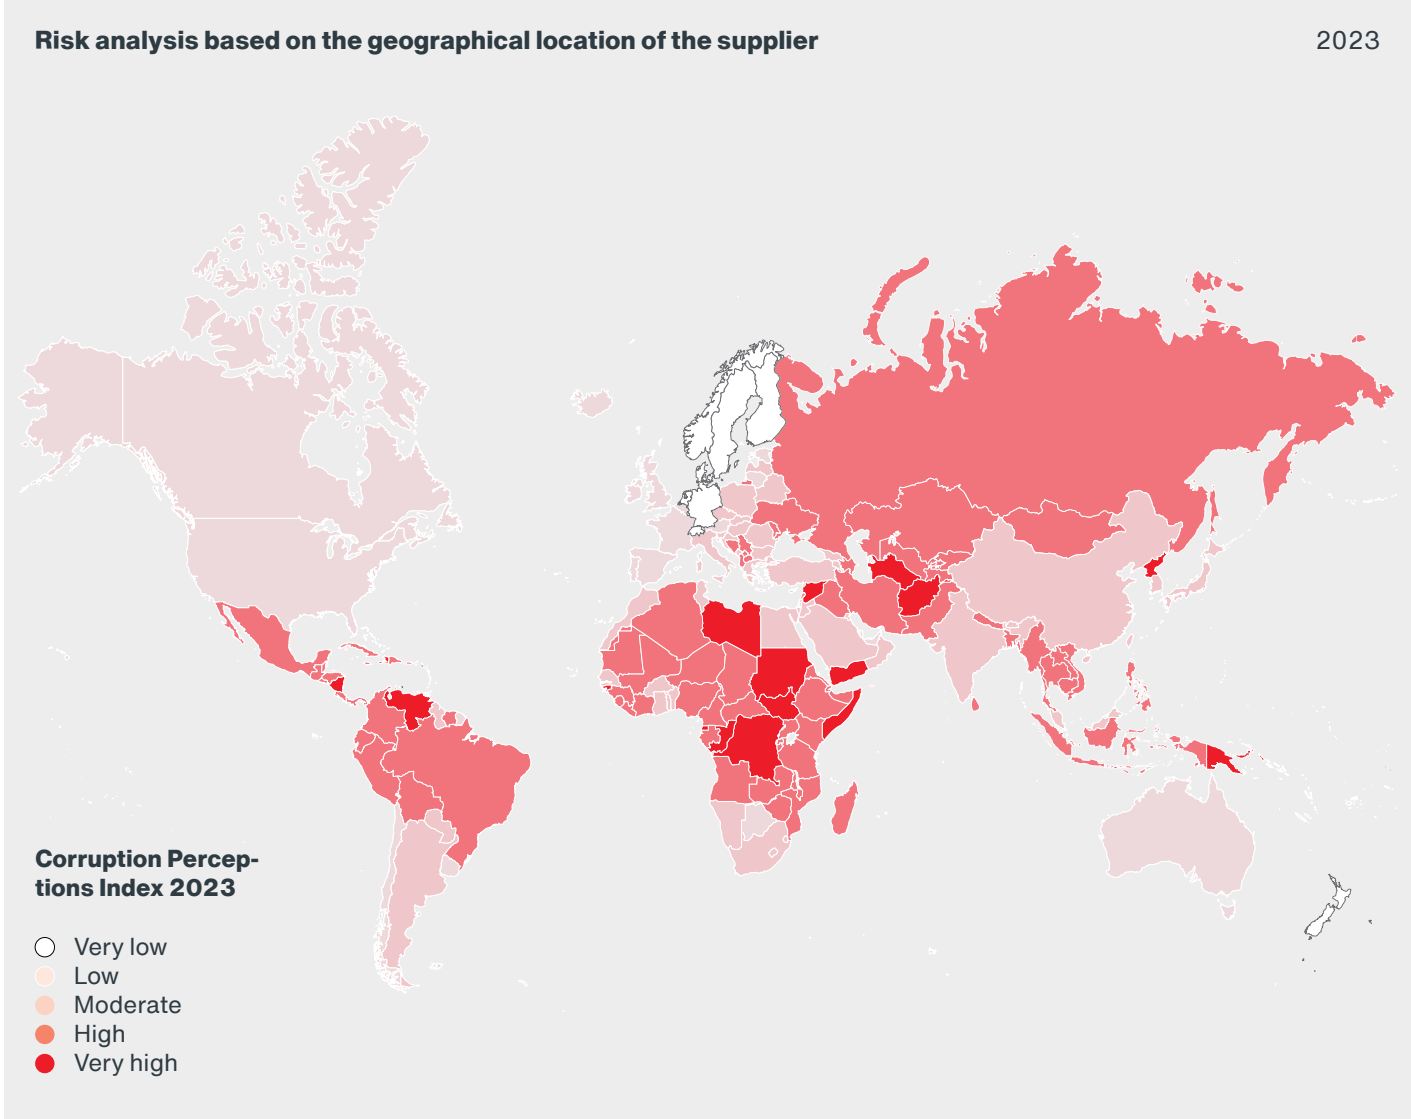 Risk analysis based on the geographical location of the supplier
2023
Corruption Percep-
tions Index 2023
Very low
Low
Moderate
High
Very high